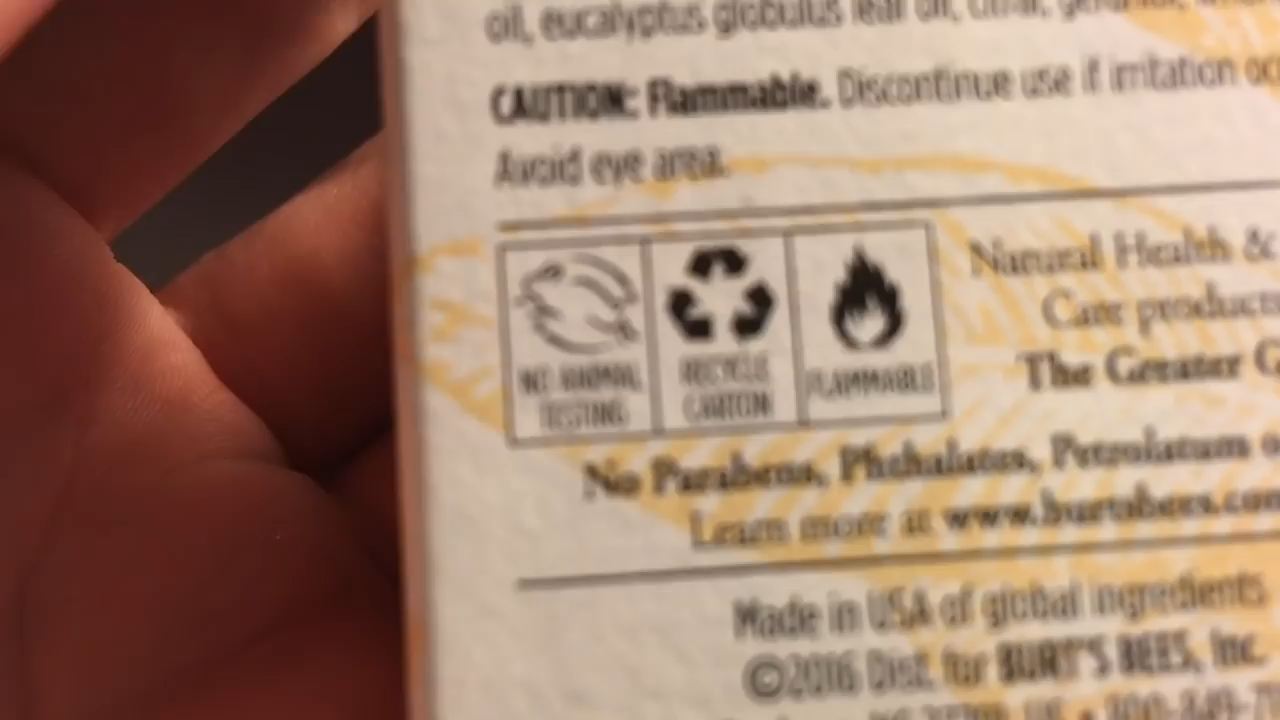 oil, eucalyptus globulus leaf oil, citral, geraniol,
CAUTION: Flammable. Discontinue use if irritation
Avoid eye area.
NO ANIMAL
TESTING
RECYCLE
CARTON
FLAMMABLE
Natural Health &
Care
The Greater
No Parabens, Phthalates, Petrolatum
Learn more at www.burtsbees.com
Made in USA of global ingredients
©2016 Dist. for BURT'S BEES, Inc.